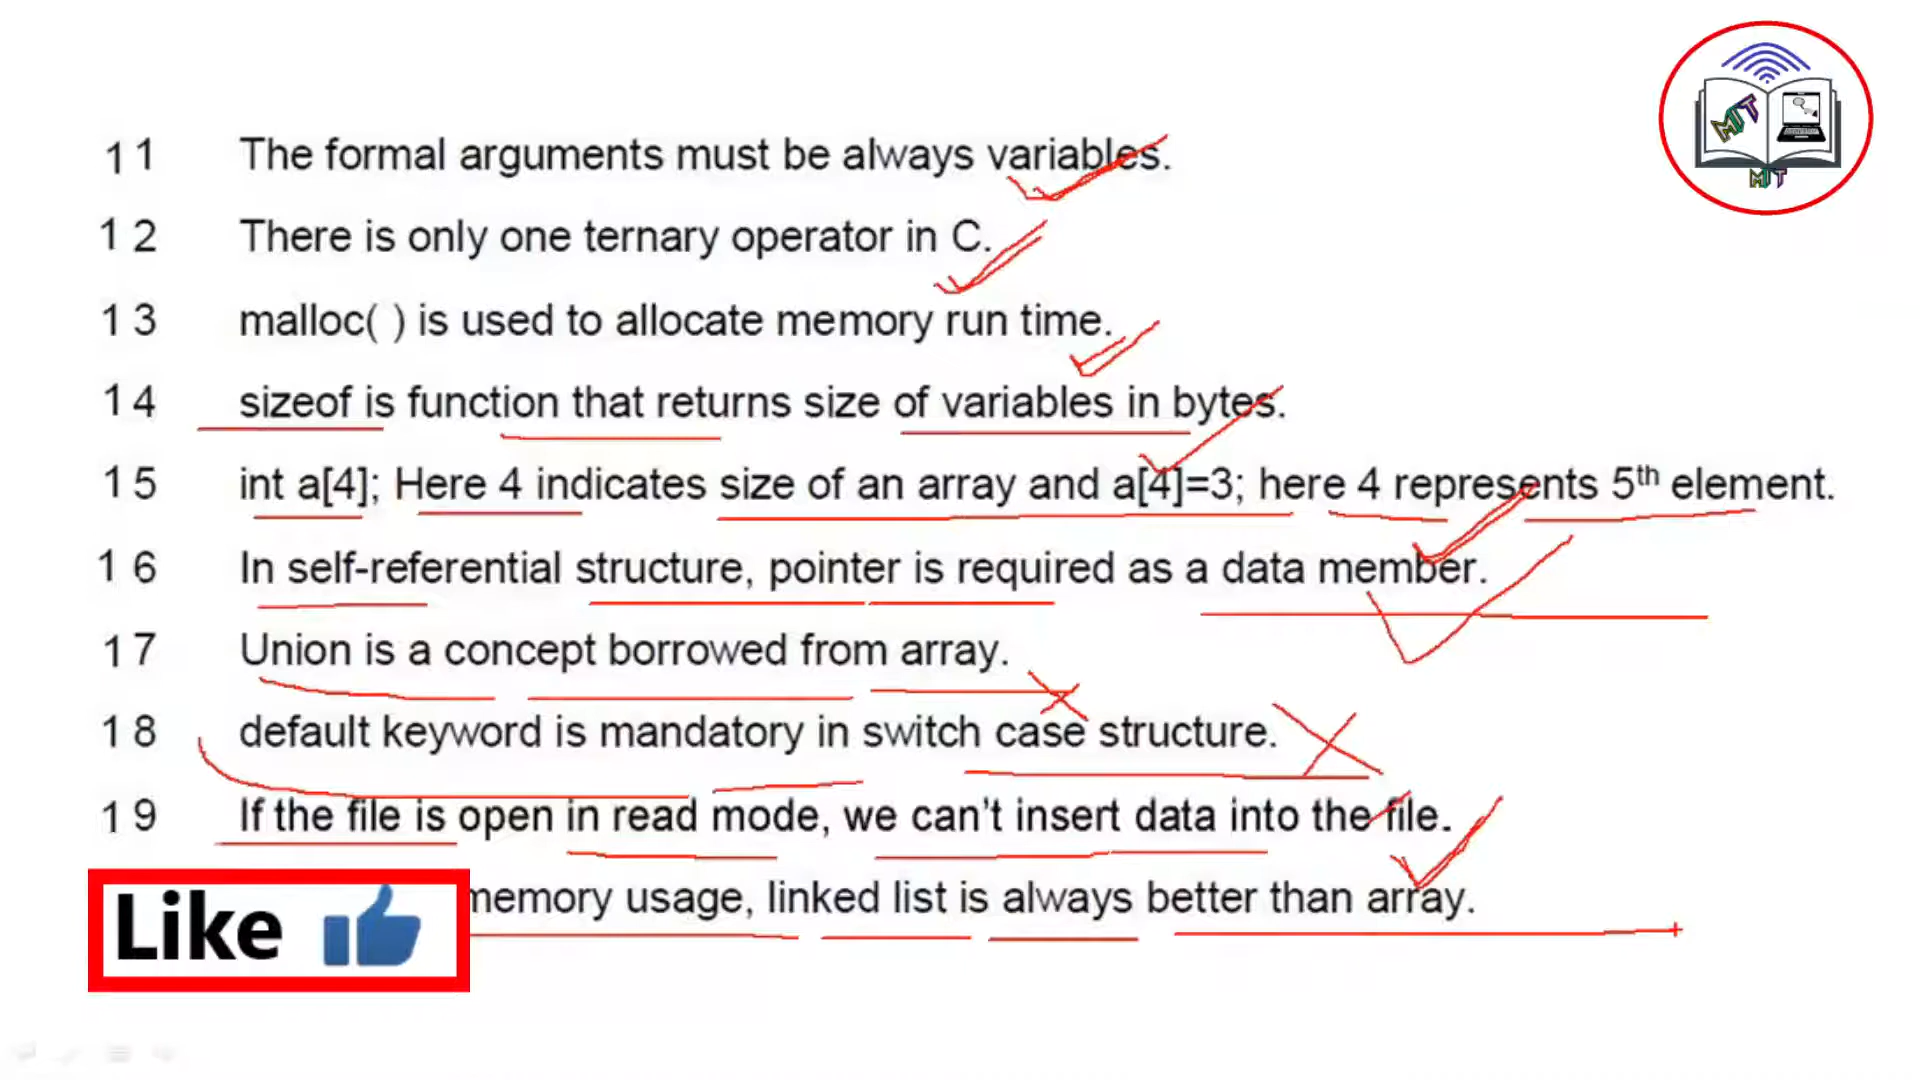 MIT
MIT
11 The formal arguments must be always variables.
12 There is only one ternary operator in C.
13 malloc( ) is used to allocate memory run time.
14 sizeof is function that returns size of variables in bytes.
15 int a[4]; Here 4 indicates size of an array and a[4]=3; here 4 represents 5th element.
16 In self-referential structure, pointer is required as a data member.
17 Union is a concept borrowed from array.
18 default keyword is mandatory in switch case structure.
19 If the file is open in read mode, we can't insert data into the file.
memory usage, linked list is always better than array.
Like